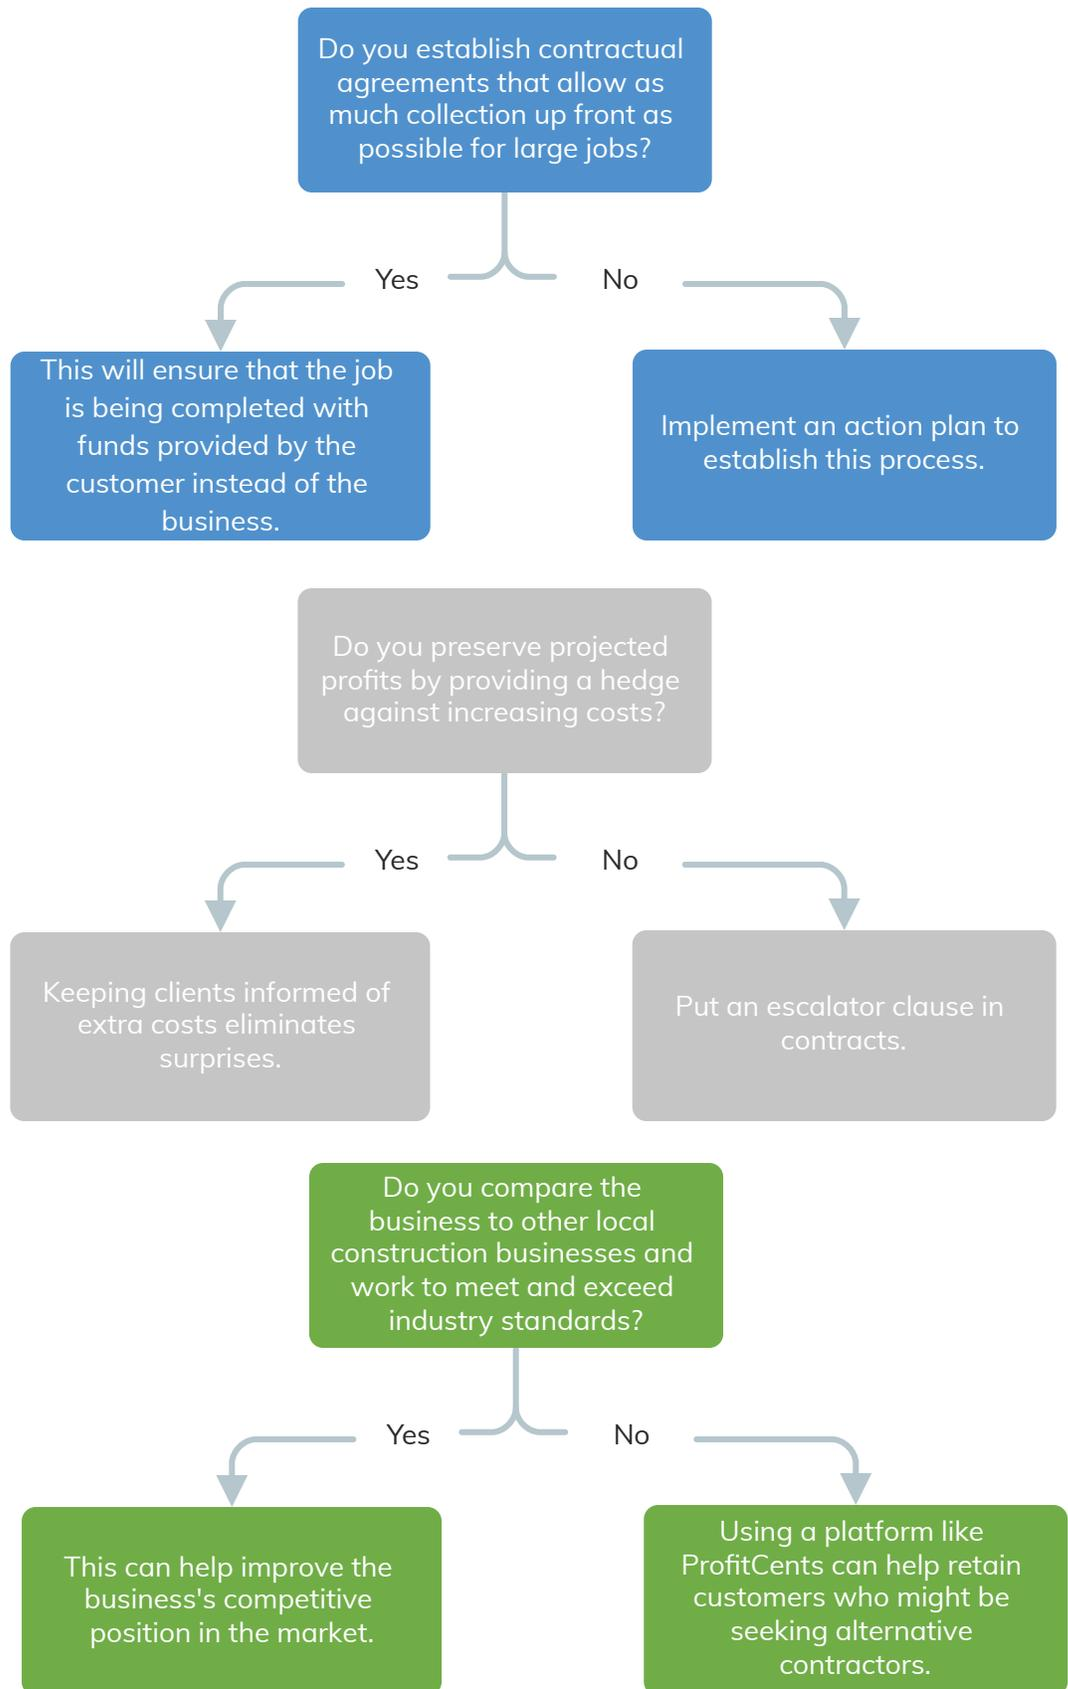 Do you establish contractual
agreements that allow as
much collection up front as
possible for large jobs?
Yes
No
This will ensure that the job
is being completed with
funds provided by the
customer instead of the
business.
Implement an action plan to
establish this process.
Do you preserve projected
profits by providing a hedge
against increasing costs?
Yes
No
Keeping clients informed of
extra costs eliminates
surprises.
Put an escalator clause in
contracts.
Do you compare the
business to other local
construction businesses and
work to meet and exceed
industry standards?
Yes
No
This can help improve the
business's competitive
position in the market.
Using a platform like
ProfitCents can help retain
customers who might be
seeking alternative
contractors.